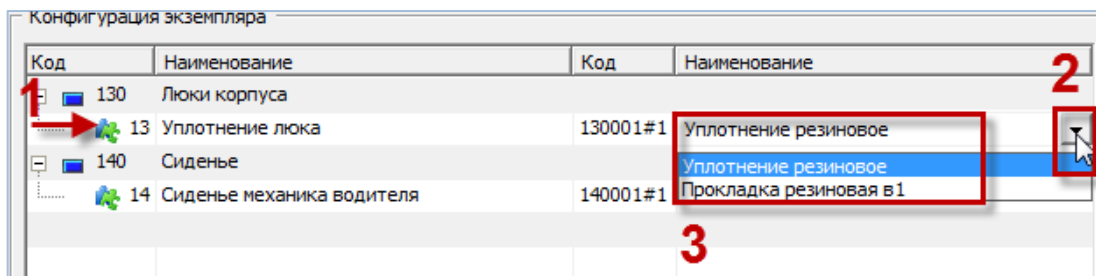 Конфигурация экземпляра
Код Наименование Код Наименование
130 Люки корпуса
13 Уплотнение люка 130001#1 Уплотнение резиновое
140 Сиденье Уплотнение резиновое
14 Сиденье механика водителя 140001#1 Прокладка резиновая в1
1
2
3